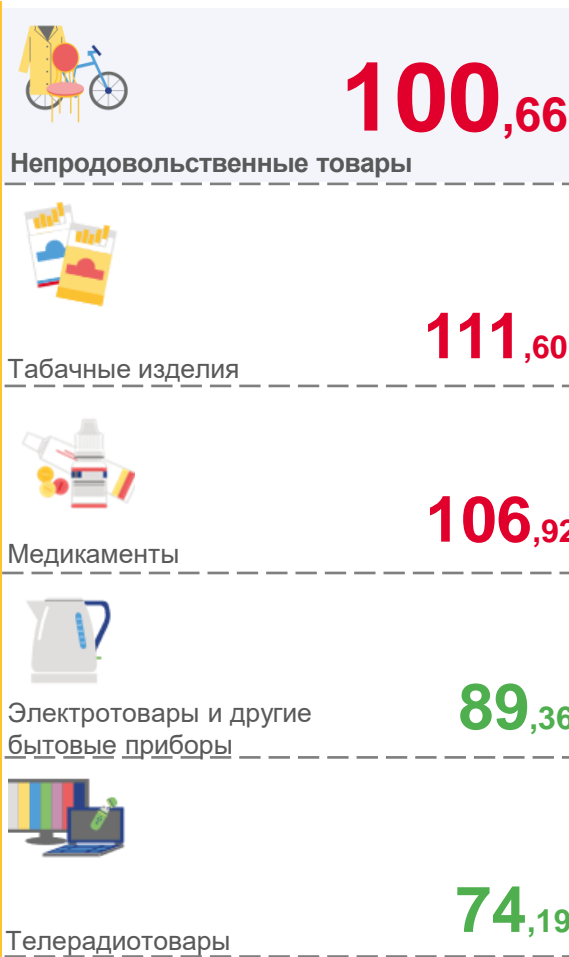 100,66
Непродовольственные товары
111,60
Табачные изделия
106,92
Медикаменты
89,36
Электротовары и другие
бытовые приборы
74,19
Телерадиотовары